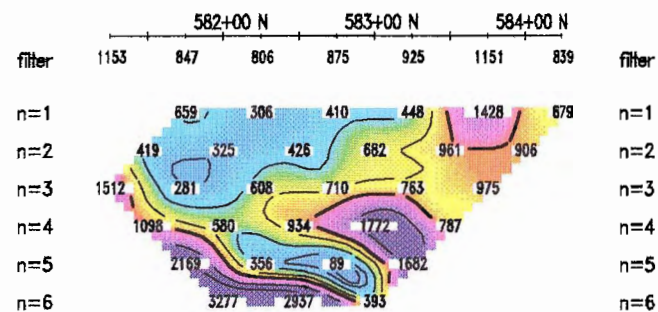 582+00 N 583+00 N 584+00 N
filter 1153 847 806 875 925 1151 839 filter
n=1 659 306 410 448 1428 679 n=1
n=2 419 325 426 682 961 906 n=2
n=3 1512 281 608 710 763 975 n=3
n=4 1098 580 934 1772 787 n=4
n=5 2169 356 89 1682 n=5
n=6 3277 2937 393 n=6